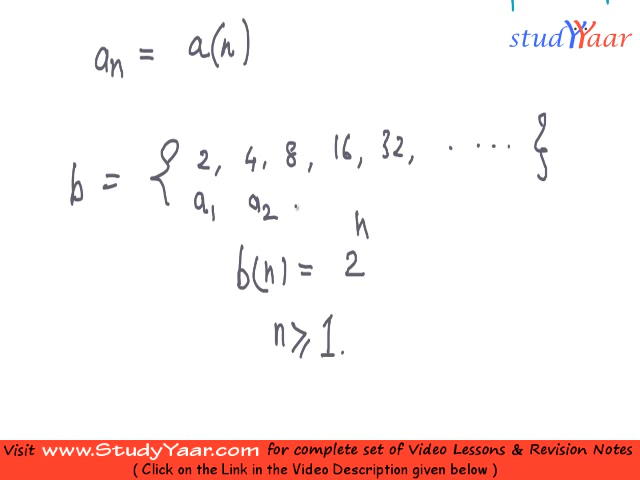 studYYaar
aₙ = a(n)
b = { 2, 4, 8, 16, 32, . . . . }
a₁ a₂ .
b(n) = 2ⁿ
n ⩾ 1.
Visit www.StudyYaar.com for complete set of Video Lessons & Revision Notes
( Click on the Link in the Video Description given below )